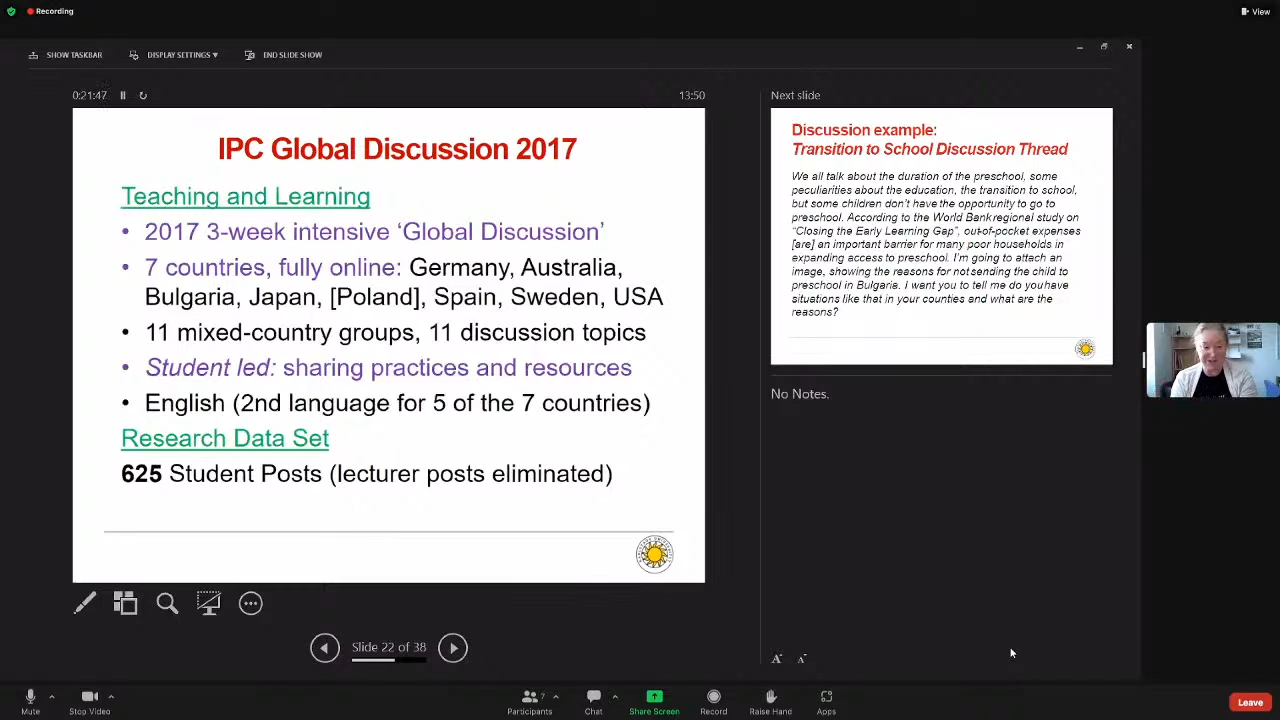 Recording
View
SHOW TASKBAR
DISPLAY SETTINGS
END SLIDE SHOW
0:21:47
13:50
Next slide
IPC Global Discussion 2017
Teaching and Learning
• 2017 3-week intensive ‘Global Discussion’
• 7 countries, fully online: Germany, Australia,
Bulgaria, Japan, [Poland], Spain, Sweden, USA
• 11 mixed-country groups, 11 discussion topics
• Student led: sharing practices and resources
• English (2nd language for 5 of the 7 countries)
Research Data Set
625 Student Posts (lecturer posts eliminated)
Discussion example:
Transition to School Discussion Thread
We all talk about the duration of the preschool, some
peculiarities about the education, the transition to school,
but some children don’t have the opportunity to go to
preschool. According to the World Bank regional study on
“Closing the Early Learning Gap”, out-of-pocket expenses
[are] an important barrier for many poor households in
expanding access to preschool. I’m going to attach an
image, showing the reasons for not sending the child to
preschool in Bulgaria. I want you to tell me do you have
situations like that in your counties and what are the
reasons?
No Notes.
Slide 22 of 38
A A
Mute
Stop Video
7
Participants
Chat
Share Screen
Record
Raise Hand
Apps
Leave